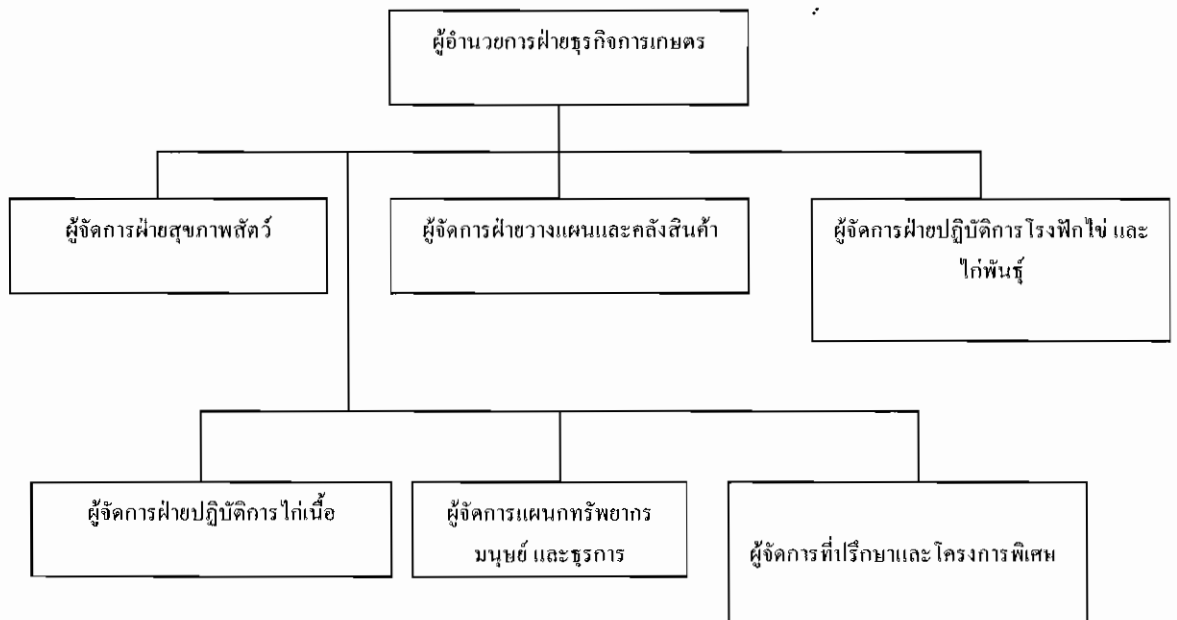 ผู้อำนวยการฝ่ายธุรกิจการเกษตร
ผู้จัดการฝ่ายสุขภาพสัตว์
ผู้จัดการฝ่ายวางแผนและคลังสินค้า
ผู้จัดการฝ่ายปฏิบัติการโรงฟักไข่ และ
ไก่พันธุ์
ผู้จัดการฝ่ายปฏิบัติการไก่เนื้อ
ผู้จัดการแผนกทรัพยากร
มนุษย์ และธุรการ
ผู้จัดการที่ปรึกษาและโครงการพิเศษ